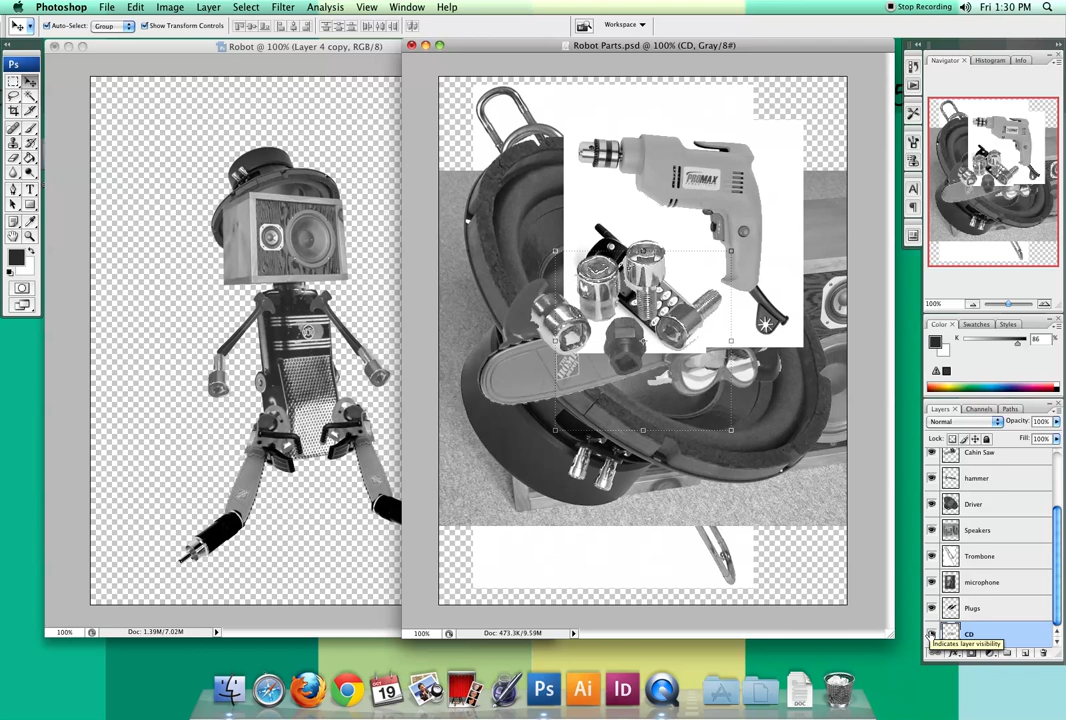 Photoshop File Edit Image Layer Select Filter Analysis View Window Help
Stop Recording Fri 1:30 PM
Auto-Select: Group Show Transform Controls Workspace
Robot @ 100% (Layer 4 copy, RGB/8)
Robot Parts.psd @ 100% (CD, Gray/8#)
Ps
T
Navigator × Histogram Info
PROMAX
100%
Color × Swatches Styles
K 86 %
Layers × Channels Paths
Normal Opacity: 100%
Lock: Fill: 100%
Cahin Saw
hammer
Driver
Speakers
Trombone
microphone
Plugs
CD
Indicates layer visibility
100% Doc: 1.39M/7.02M
100% Doc: 473.3K/9.59M
OCT
19
Ps Ai Id
DOC